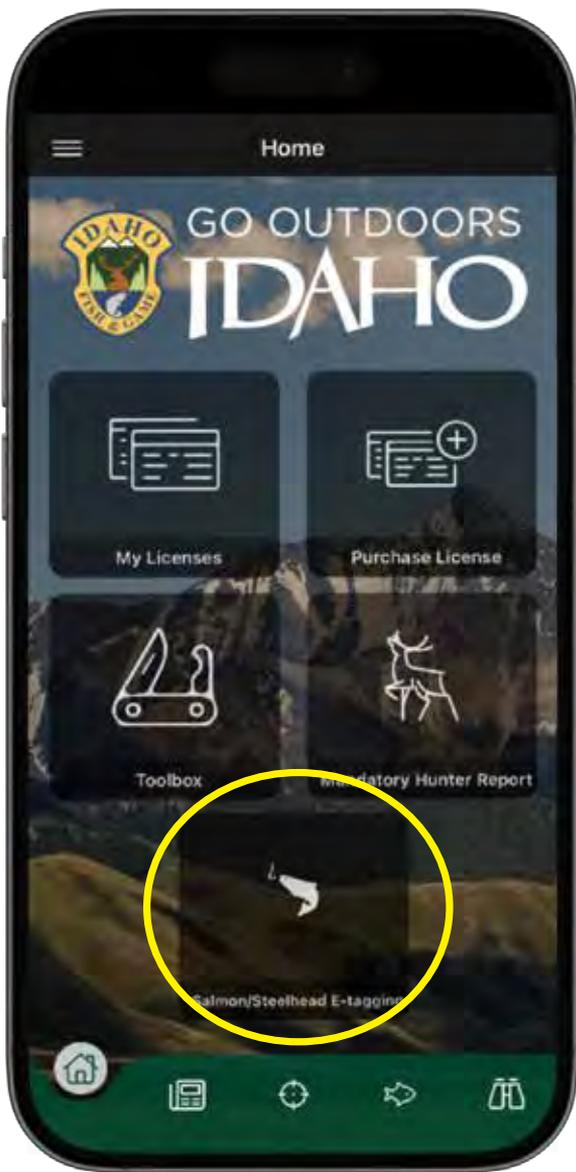 Home
IDAHO
FISH & GAME
GO OUTDOORS
IDAHO
My Licenses
Purchase License
Toolbox
Mandatory Hunter Report
Salmon/Steelhead E-tagging